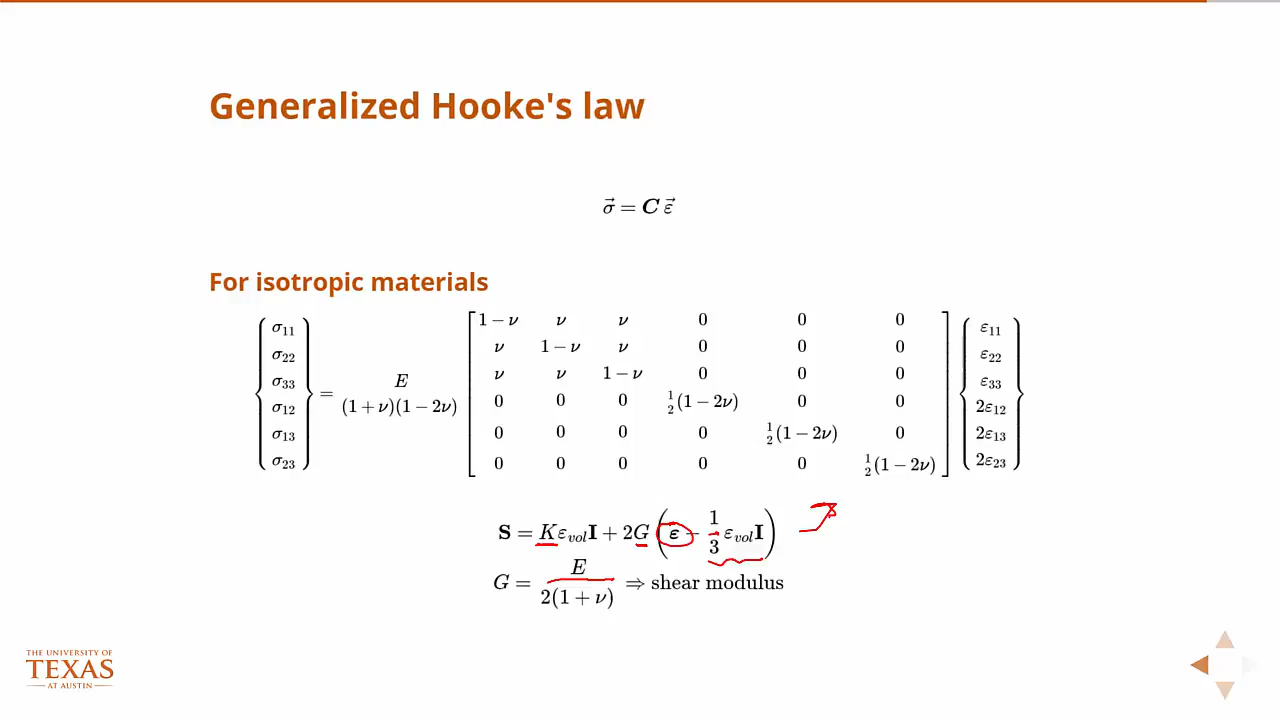 Generalized Hooke's law
σ⃗ = C ε⃗
For isotropic materials
{σ₁₁ σ₂₂ σ₃₃ σ₁₂ σ₁₃ σ₂₃} = E / (1 + ν)(1 − 2ν)
1 − ν ν ν 0 0 0 ε₁₁
ν 1 − ν ν 0 0 0 ε₂₂
ν ν 1 − ν 0 0 0 ε₃₃
0 0 0 ½(1 − 2ν) 0 0 2ε₁₂
0 0 0 0 ½(1 − 2ν) 0 2ε₁₃
0 0 0 0 0 ½(1 − 2ν) 2ε₂₃
S = Kε_vol I + 2G (ε − 1/3 ε_vol I)
G = E / 2(1 + ν) ⇒ shear modulus
THE UNIVERSITY OF
TEXAS
AT AUSTIN